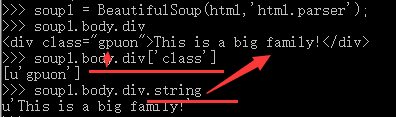 >>> soup1 = BeautifulSoup(html,'html.parser');
>>> soup1.body.div
<div class="gpuon">This is a big family!</div>
>>> soup1.body.div['class']
[u'gpuon']
>>> soup1.body.div.string
u'This is a big family!'